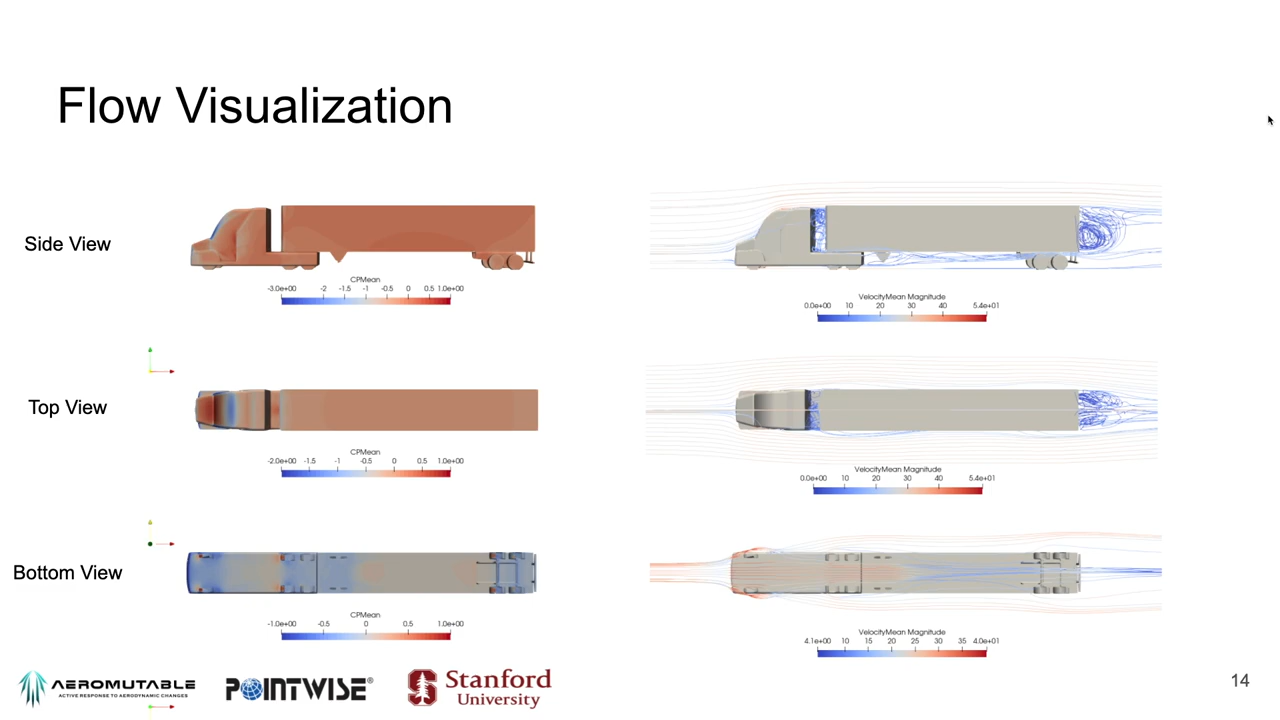 Flow Visualization
Side View
CPMean
-3.0e+00 -2 -1.5 -1 -0.5 0 0.5 1.0e+00
VelocityMean Magnitude
0.0e+00 10 20 30 40 5.4e+01
Top View
CPMean
-2.0e+00 -1.5 -1 -0.5 0 0.5 1.0e+00
VelocityMean Magnitude
0.0e+00 10 20 30 40 5.4e+01
Bottom View
CPMean
-1.0e+00 -0.5 0 0.5 1.0e+00
VelocityMean Magnitude
4.1e+00 10 15 20 25 30 35 4.0e+01
AEROMUTABLE
ACTIVE RESPONSE TO AERODYNAMIC CHANGES
POINTWISE®
Stanford
University
14